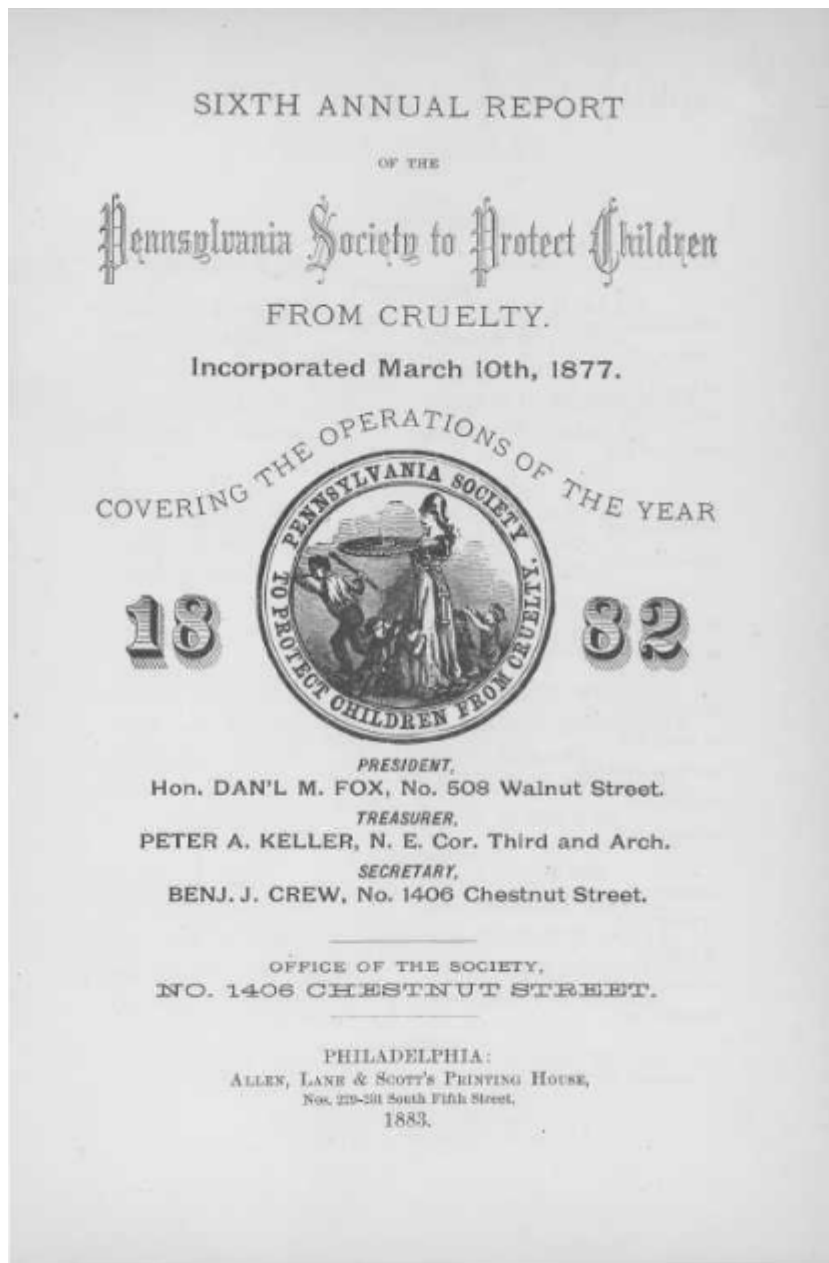 SIXTH ANNUAL REPORT
OF THE
Pennsylvania Society to Protect Children
FROM CRUELTY.
Incorporated March 10th, 1877.
COVERING THE OPERATIONS OF THE YEAR
PENNSYLVANIA SOCIETY
TO PROTECT CHILDREN FROM CRUELTY.
18 82
PRESIDENT,
Hon. DAN'L M. FOX, No. 508 Walnut Street.
TREASURER,
PETER A. KELLER, N. E. Cor. Third and Arch.
SECRETARY,
BENJ. J. CREW, No. 1406 Chestnut Street.
OFFICE OF THE SOCIETY,
NO. 1406 CHESTNUT STREET.
PHILADELPHIA:
ALLEN, LANE & SCOTT'S PRINTING HOUSE,
Nos. South Fifth Street,
1883.